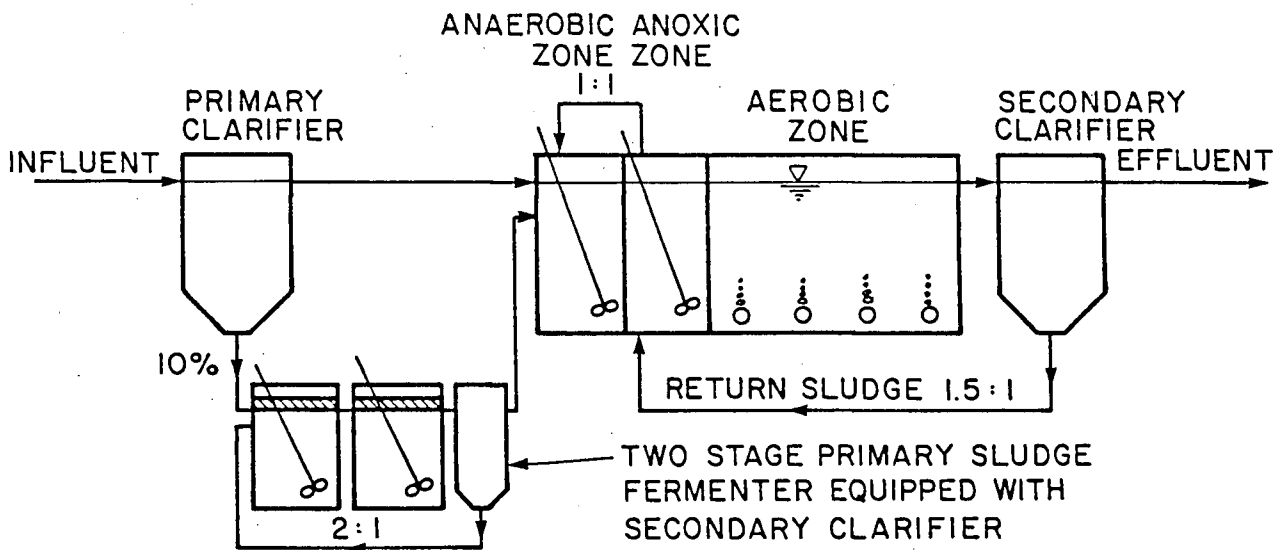 ANAEROBIC ANOXIC
ZONE ZONE
1:1
PRIMARY
CLARIFIER
AEROBIC
ZONE
SECONDARY
CLARIFIER
INFLUENT
EFFLUENT
10%
RETURN SLUDGE 1.5:1
TWO STAGE PRIMARY SLUDGE
FERMENTER EQUIPPED WITH
SECONDARY CLARIFIER
2:1